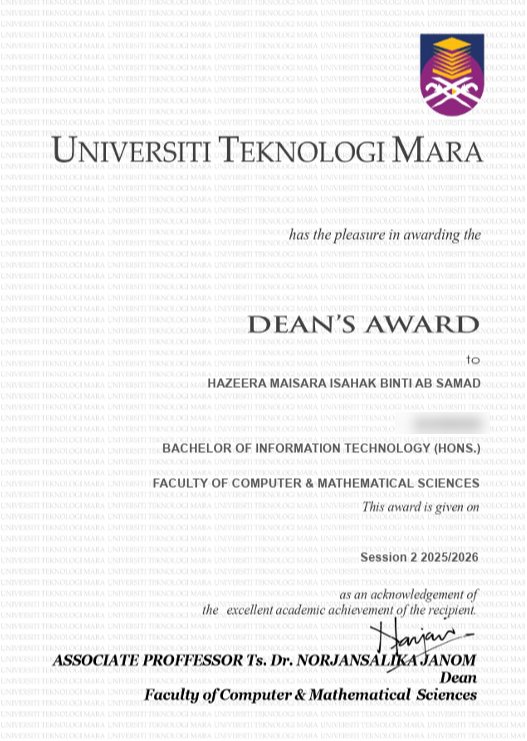 UNIVERSITI TEKNOLOGI MARA
has the pleasure in awarding the
DEAN'S AWARD
to
HAZEERA MAISARA ISAHAK BINTI AB SAMAD
BACHELOR OF INFORMATION TECHNOLOGY (HONS.)
FACULTY OF COMPUTER & MATHEMATICAL SCIENCES
This award is given on
Session 2 2025/2026
as an acknowledgement of
the excellent academic achievement of the recipient.
ASSOCIATE PROFFESSOR Ts. Dr. NORJANSALIKA JANOM
Dean
Faculty of Computer & Mathematical Sciences